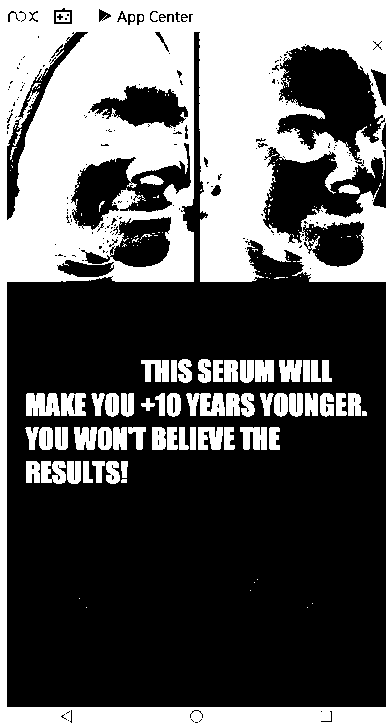 nox App Center
THIS SERUM WILL
MAKE YOU +10 YEARS YOUNGER.
YOU WON'T BELIEVE THE
RESULTS!